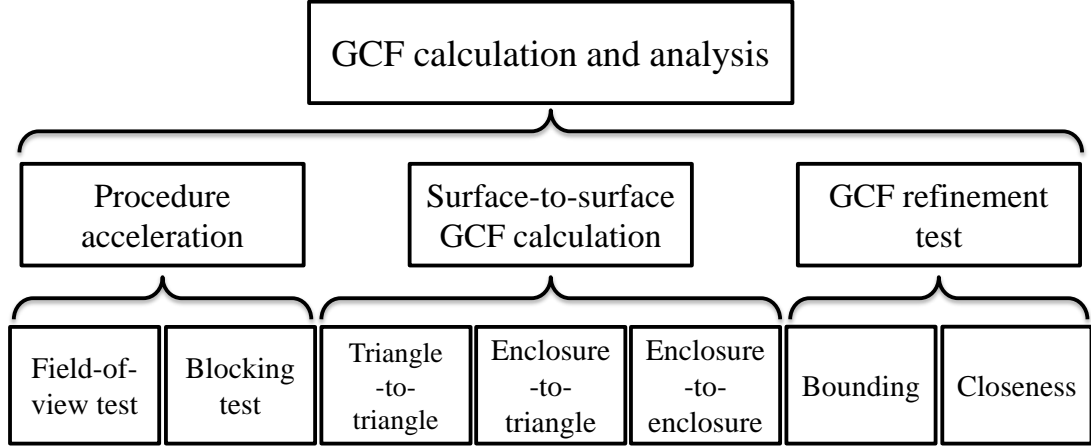 GCF calculation and analysis
Procedure
acceleration
Surface-to-surface
GCF calculation
GCF refinement
test
Field-of-
view test
Blocking
test
Triangle
-to-
triangle
Enclosure
-to-
triangle
Enclosure
-to-
enclosure
Bounding
Closeness